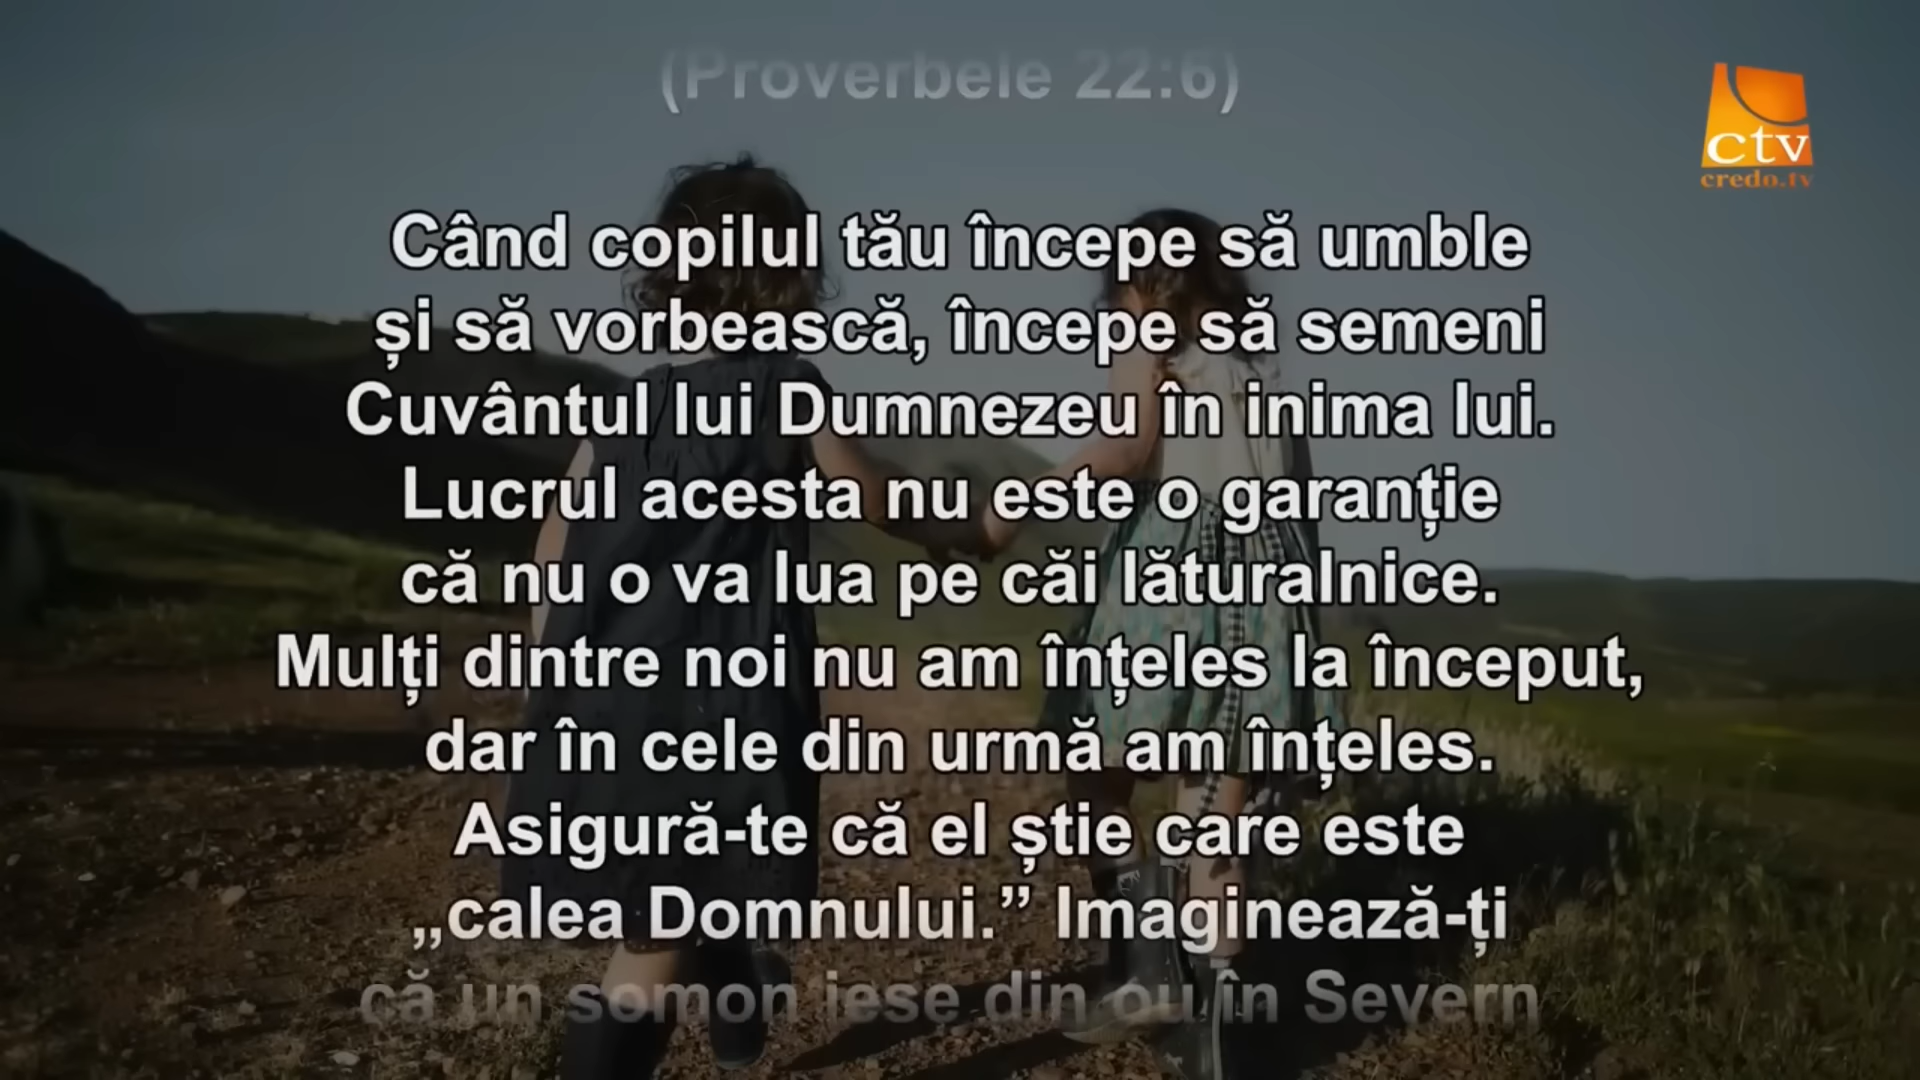 (Proverbele 22:6)
ctv
credo.tv
Când copilul tău începe să umble
și să vorbească, începe să semeni
Cuvântul lui Dumnezeu în inima lui.
Lucrul acesta nu este o garanție
că nu o va lua pe căi lăturalnice.
Mulți dintre noi nu am înțeles la început,
dar în cele din urmă am înțeles.
Asigură-te că el știe care este
„calea Domnului.” Imaginează-ți
că un somon iese din ou în Severn